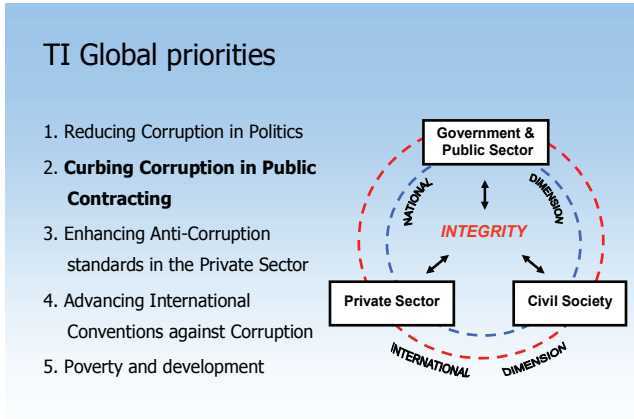 TI Global priorities
1. Reducing Corruption in Politics
2. Curbing Corruption in Public
Contracting
3. Enhancing Anti-Corruption
standards in the Private Sector
4. Advancing International
Conventions against Corruption
5. Poverty and development
Government &
Public Sector
NATIONAL DIMENSION
INTEGRITY
Private Sector
Civil Society
INTERNATIONAL DIMENSION